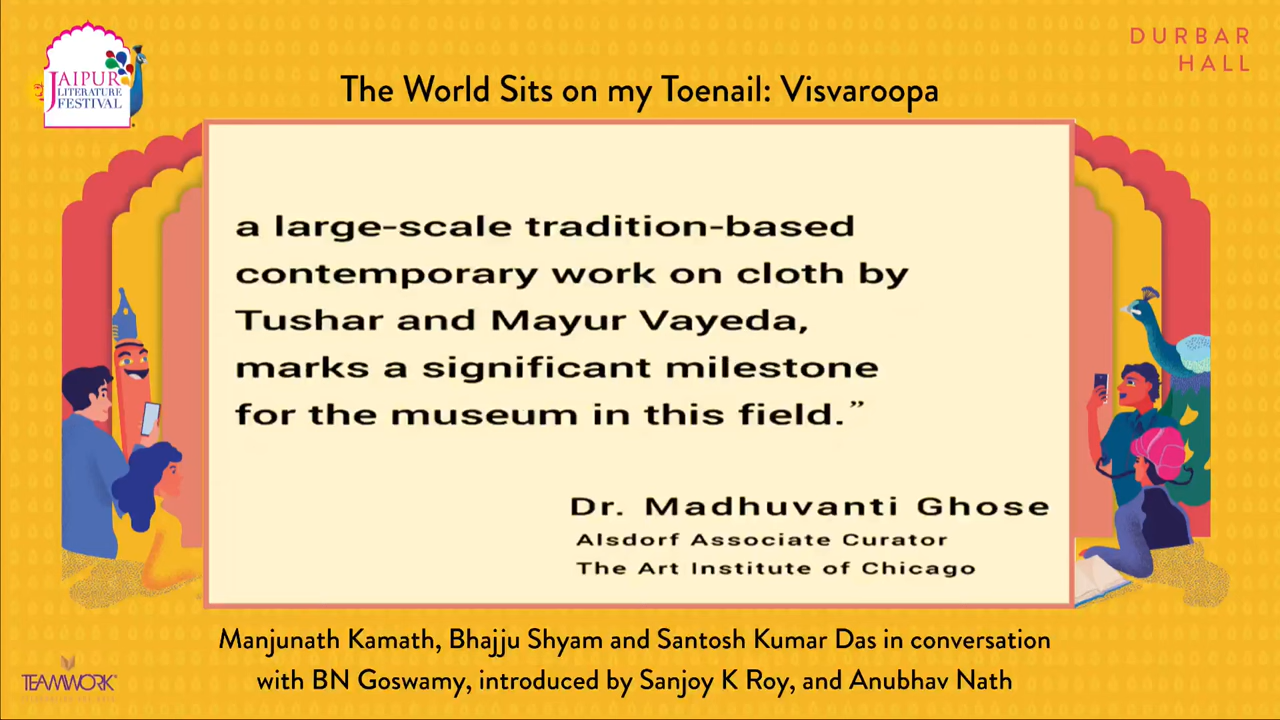 JAIPUR
LITERATURE
FESTIVAL
DURBAR
HALL
The World Sits on my Toenail: Visvaroopa
a large-scale tradition-based
contemporary work on cloth by
Tushar and Mayur Vayeda,
marks a significant milestone
for the museum in this field.”
Dr. Madhuvanti Ghose
Alsdorf Associate Curator
The Art Institute of Chicago
Manjunath Kamath, Bhajju Shyam and Santosh Kumar Das in conversation
with BN Goswamy, introduced by Sanjoy K Roy, and Anubhav Nath
TEAMWORK